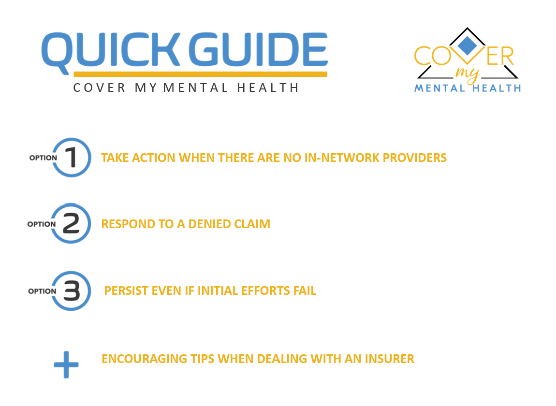 QUICK GUIDE
COVER MY MENTAL HEALTH
COVER
my
MENTAL HEALTH
OPTION 1 TAKE ACTION WHEN THERE ARE NO IN-NETWORK PROVIDERS
OPTION 2 RESPOND TO A DENIED CLAIM
OPTION 3 PERSIST EVEN IF INITIAL EFFORTS FAIL
+ ENCOURAGING TIPS WHEN DEALING WITH AN INSURER